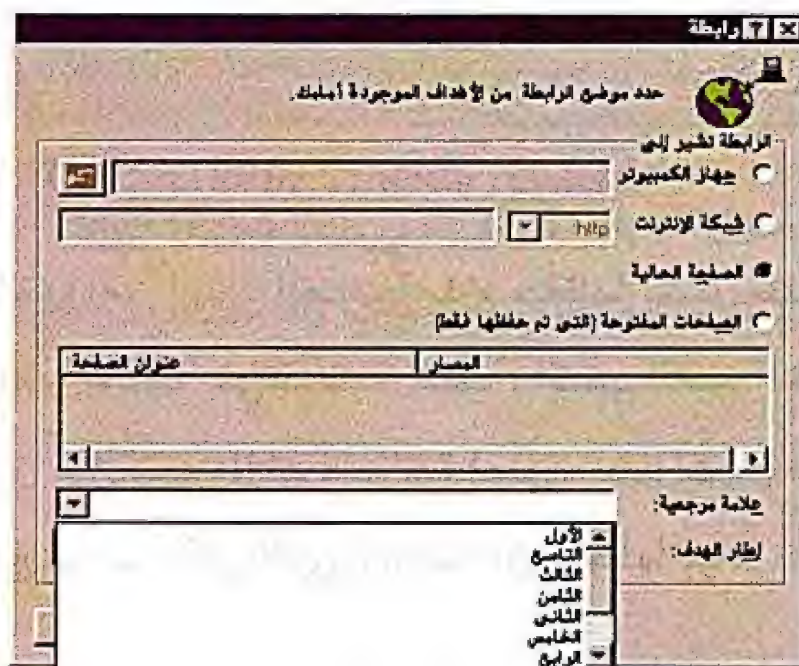 رابطة
حدد موضع الرابطة من الأهداف الموجودة أمامك.
الرابطة تشير إلى
جهاز الكمبيوتر
شبكة الإنترنت http
الصفحة الحالية
الصفحات المفتوحة (التي تم حفظها فقط)
المسار عنوان الصفحة
علامة مرجعية:
إطار الهدف:
الأول
التاسع
الثالث
الثامن
الثاني
الخامس
الرابع